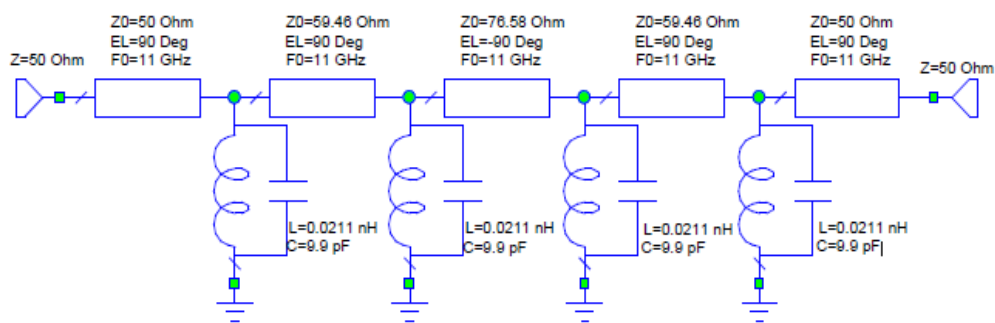 Z0=50 Ohm
EL=90 Deg
F0=11 GHz
Z0=59.46 Ohm
EL=90 Deg
F0=11 GHz
Z0=76.58 Ohm
EL=-90 Deg
F0=11 GHz
Z0=59.46 Ohm
EL=90 Deg
F0=11 GHz
Z0=50 Ohm
EL=90 Deg
F0=11 GHz
Z=50 Ohm
Z=50 Ohm
L=0.0211 nH
C=9.9 pF
L=0.0211 nH
C=9.9 pF
L=0.0211 nH
C=9.9 pF
L=0.0211 nH
C=9.9 pF